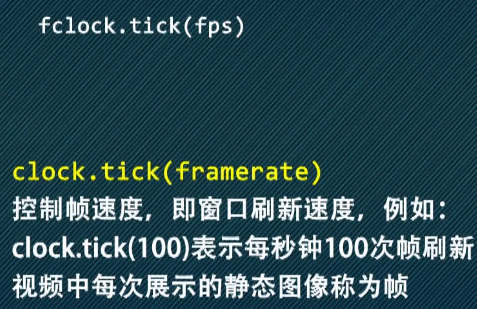 fclock.tick(fps)
clock.tick(framerate)
控制帧速度，即窗口刷新速度，例如：
clock.tick(100)表示每秒钟100次帧刷新
视频中每次展示的静态图像称为帧